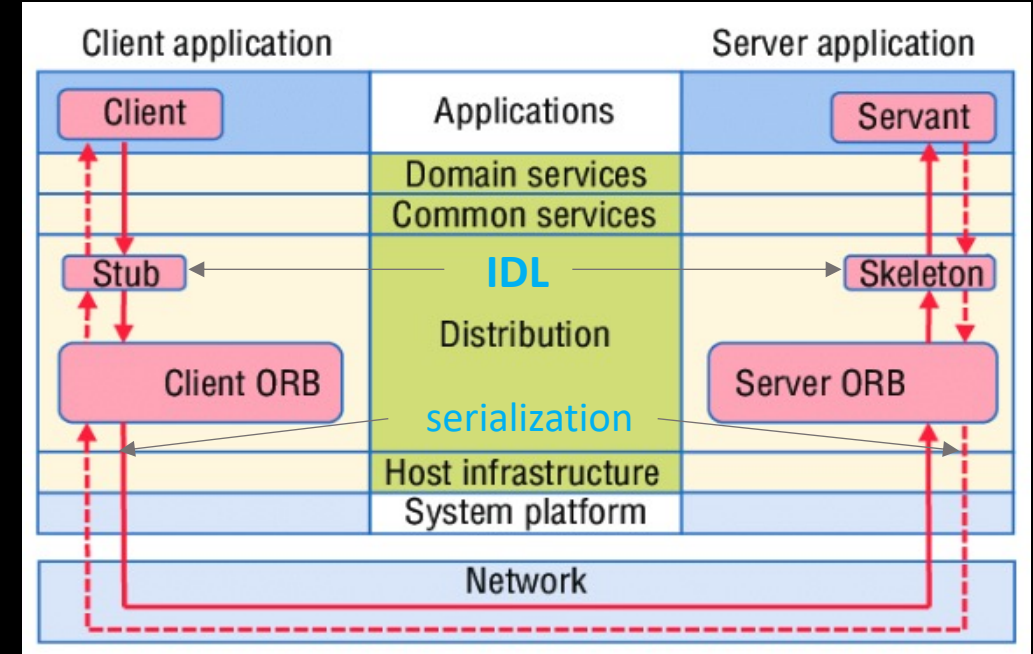 Client application
Server application
Client
Applications
Servant
Domain services
Common services
Stub
IDL
Skeleton
Distribution
Client ORB
Server ORB
serialization
Host infrastructure
System platform
Network